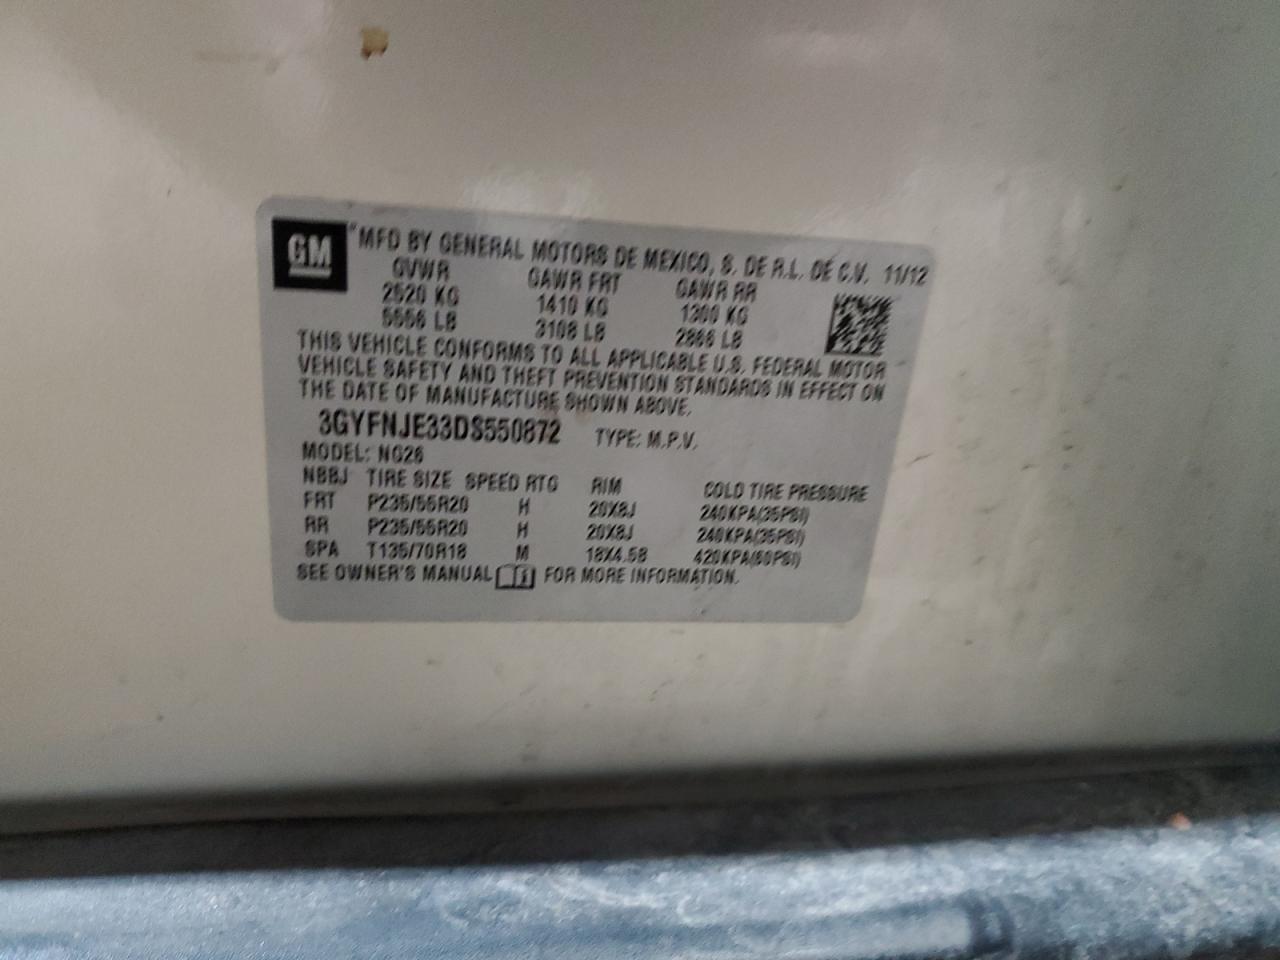 GM
MFD BY GENERAL MOTORS DE MEXICO, S. DE R.L. DE C.V. 11/12
GVWR GAWR FRT GAWR RR
2520 KG 1410 KG 1300 KG
5556 LB 3108 LB 2866 LB
THIS VEHICLE CONFORMS TO ALL APPLICABLE U.S. FEDERAL MOTOR
VEHICLE SAFETY AND THEFT PREVENTION STANDARDS IN EFFECT ON
THE DATE OF MANUFACTURE SHOWN ABOVE.
3GYFNJE33DS550872 TYPE: M.P.V.
MODEL: NG26
NBBJ TIRE SIZE SPEED RTG RIM COLD TIRE PRESSURE
FRT P235/55R20 H 20X8J 240KPA(35PSI)
RR P235/55R20 H 20X8J 240KPA(35PSI)
SPA T135/70R18 M 18X4.5B 420KPA(60PSI)
SEE OWNER'S MANUAL FOR MORE INFORMATION.